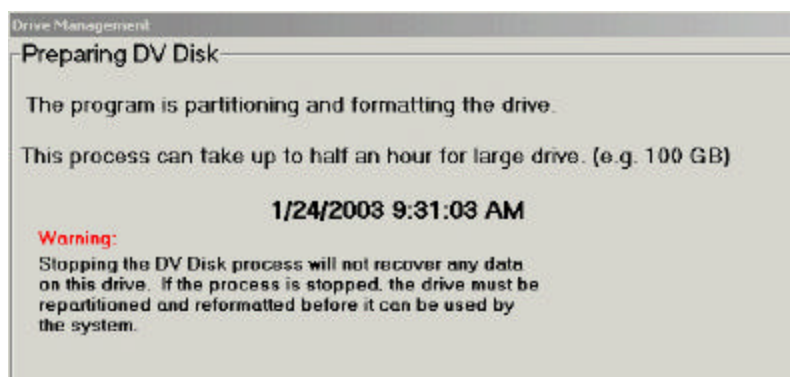 Drive Management
Preparing DV Disk
The program is partitioning and formatting the drive.
This process can take up to half an hour for large drive. (e.g. 100 GB)
1/24/2003 9:31:03 AM
Warning:
Stopping the DV Disk process will not recover any data
on this drive. If the process is stopped, the drive must be
repartitioned and reformatted before it can be used by
the system.